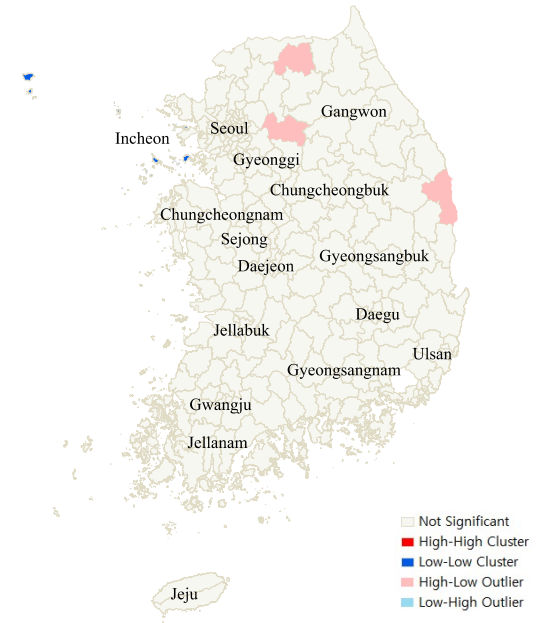 Gangwon
Seoul
Incheon
Gyeonggi
Chungcheongbuk
Chungcheongnam
Sejong
Gyeongsangbuk
Daejeon
Daegu
Jellabuk
Ulsan
Gyeongsangnam
Gwangju
Jellanam
Not Significant
High-High Cluster
Low-Low Cluster
High-Low Outlier
Low-High Outlier
Jeju